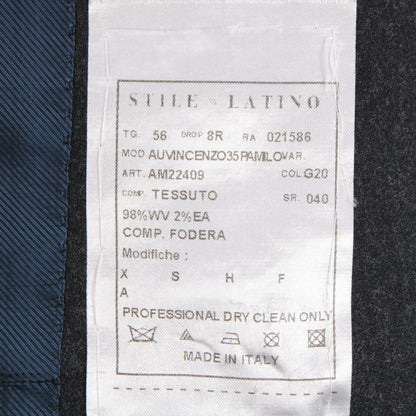 STILE LATINO
TG. 56 DROP 8R RA 021586
MOD AUVINCENZO35PAMILO VAR.
ART. AM22409 COL. G20
COMP. TESSUTO SR. 040
98%WV 2%EA
COMP. FODERA
Modifiche :
X S H F
A
PROFESSIONAL DRY CLEAN ONLY
MADE IN ITALY